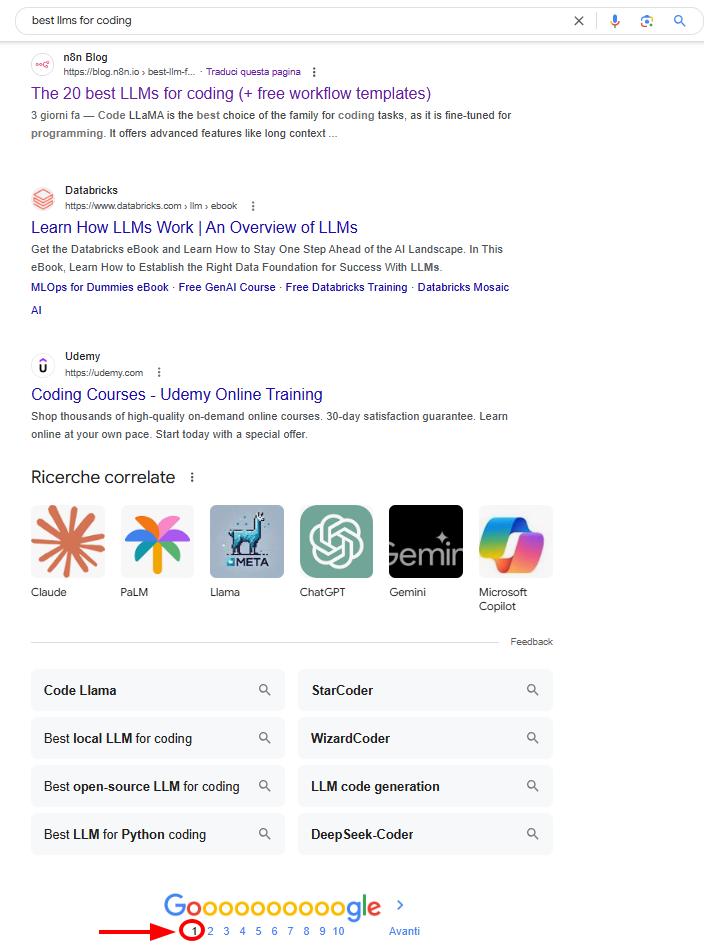 best llms for coding
n8n Blog
https://blog.n8n.io › best-llm-f... · Traduci questa pagina
The 20 best LLMs for coding (+ free workflow templates)
3 giorni fa — Code LLaMA is the best choice of the family for coding tasks, as it is fine-tuned for
programming. It offers advanced features like long context ...
Databricks
https://www.databricks.com › llm › ebook
Learn How LLMs Work | An Overview of LLMs
Get the Databricks eBook and Learn How to Stay One Step Ahead of the AI Landscape. In This
eBook, Learn How to Establish the Right Data Foundation for Success With LLMs.
MLOps for Dummies eBook · Free GenAI Course · Free Databricks Training · Databricks Mosaic
AI
Udemy
https://udemy.com
Coding Courses - Udemy Online Training
Shop thousands of high-quality on-demand online courses. 30-day satisfaction guarantee. Learn
online at your own pace. Start today with a special offer.
Ricerche correlate
META
Gemin
Claude
PaLM
Llama
ChatGPT
Gemini
Microsoft
Copilot
Feedback
Code Llama
StarCoder
Best local LLM for coding
WizardCoder
Best open-source LLM for coding
LLM code generation
Best LLM for Python coding
DeepSeek-Coder
Goooooooooogle
1 2 3 4 5 6 7 8 9 10 Avanti